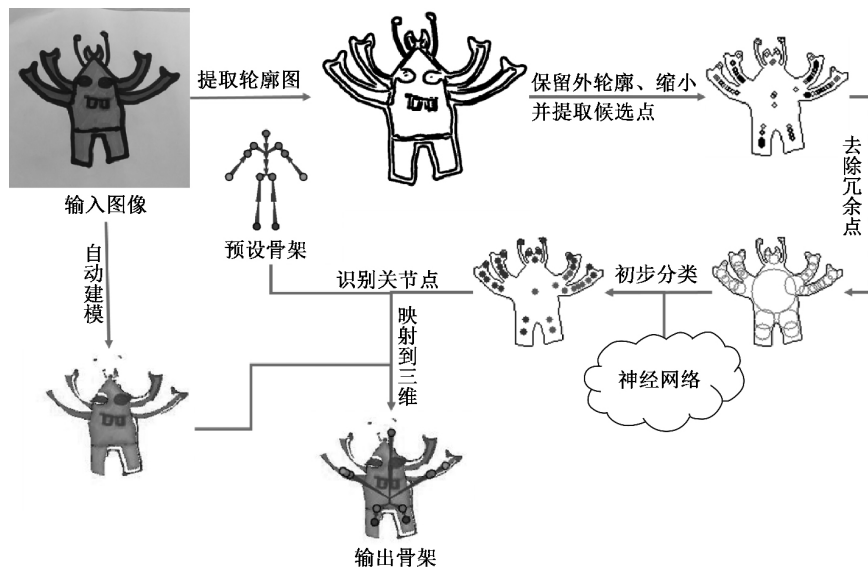 提取轮廓图
保留外轮廓、缩小
并提取候选点
去除冗余点
输入图像
预设骨架
自动建模
识别关节点
初步分类
映射到三维
神经网络
输出骨架